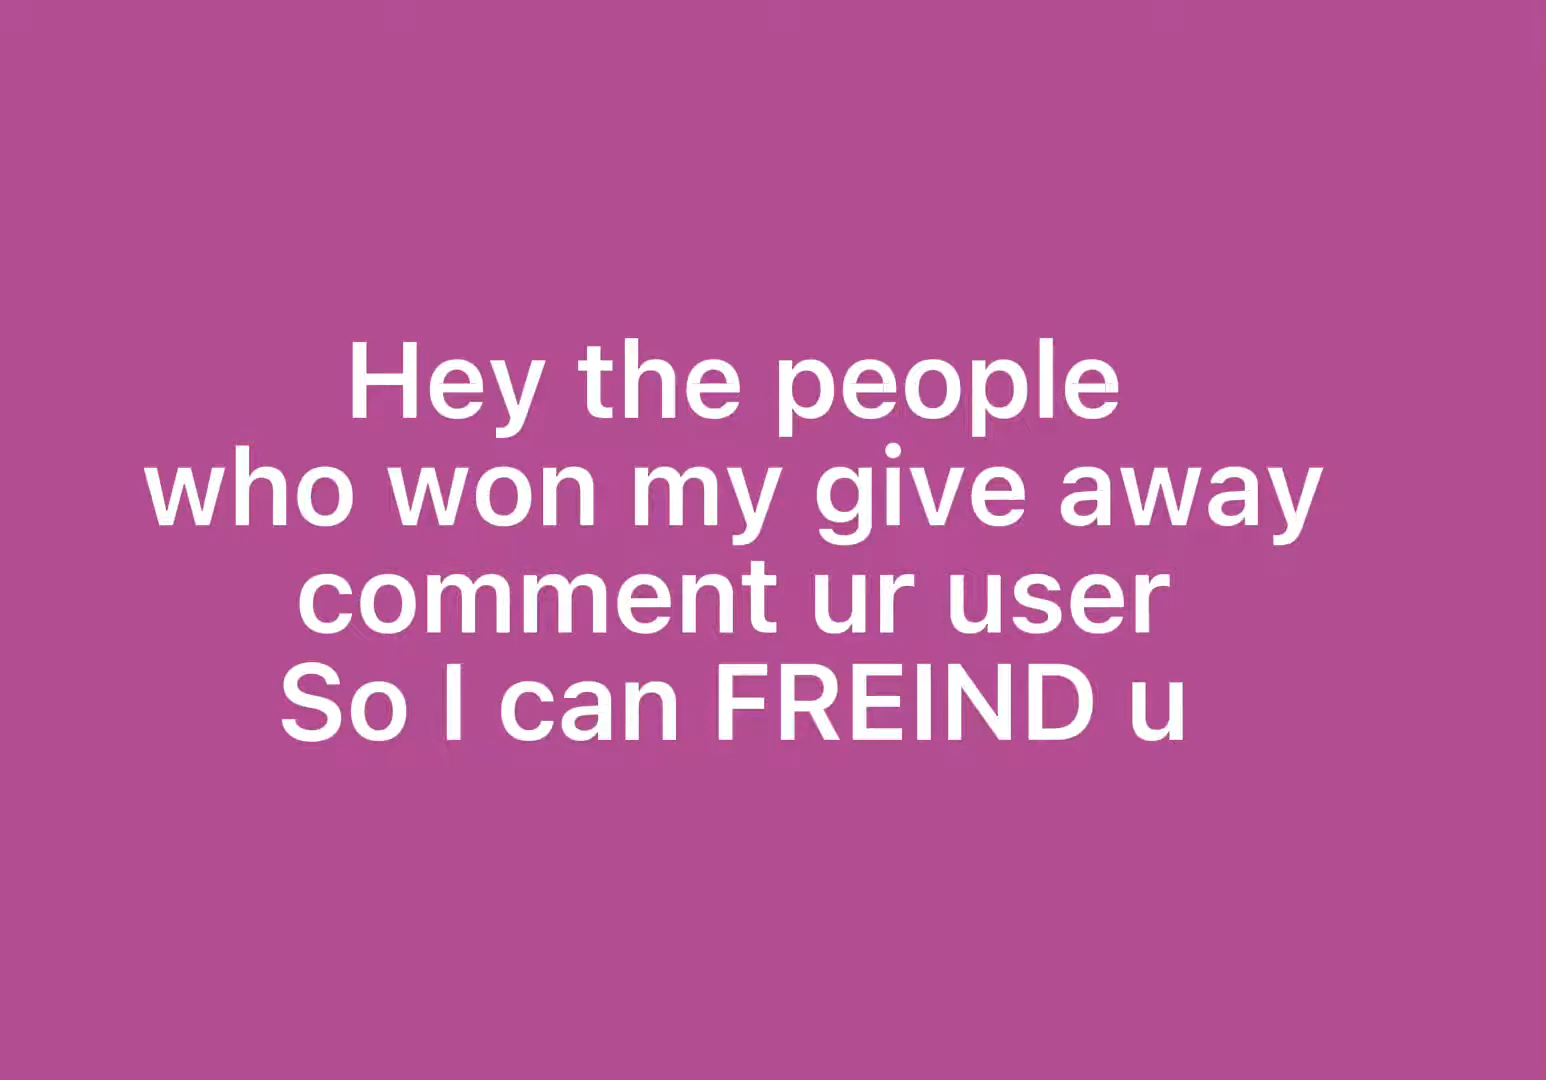 Hey the people
who won my give away
comment ur user
So I can FREIND u